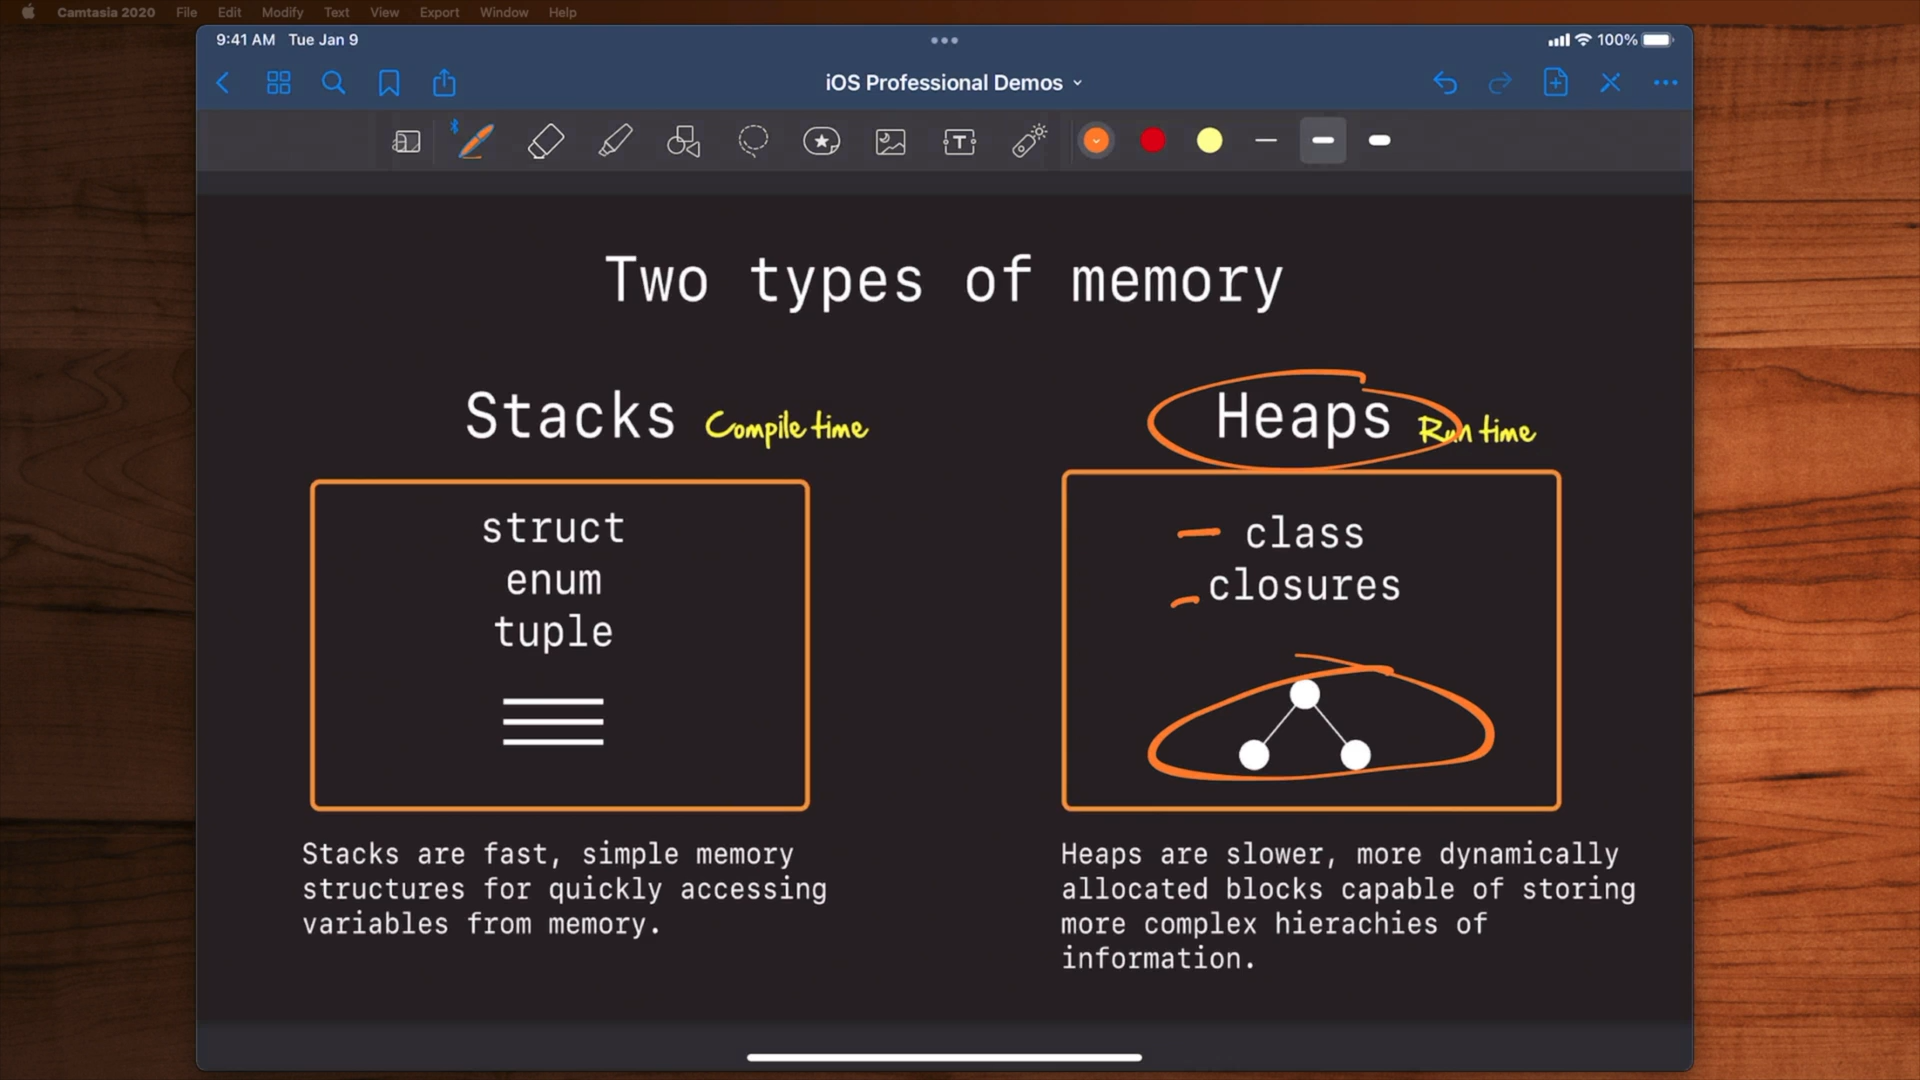 Camtasia 2020 File Edit Modify Text View Export Window Help
9:41 AM Tue Jan 9 100%
iOS Professional Demos
Two types of memory
Stacks Compile time
struct
enum
tuple
Stacks are fast, simple memory
structures for quickly accessing
variables from memory.
Heaps Run time
class
closures
Heaps are slower, more dynamically
allocated blocks capable of storing
more complex hierachies of
information.